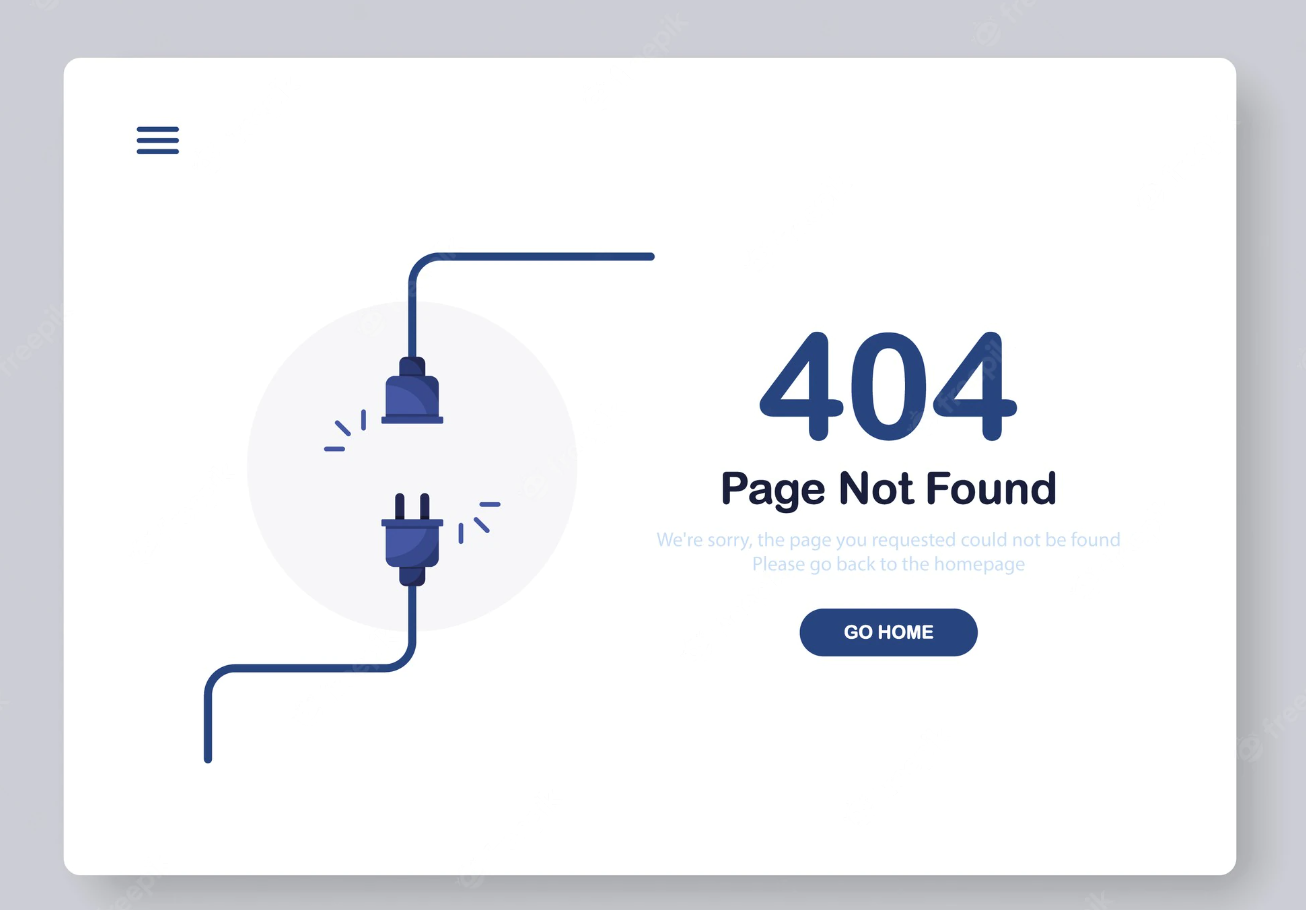 404
Page Not Found
We're sorry, the page you requested could not be found
Please go back to the homepage
GO HOME
freepik